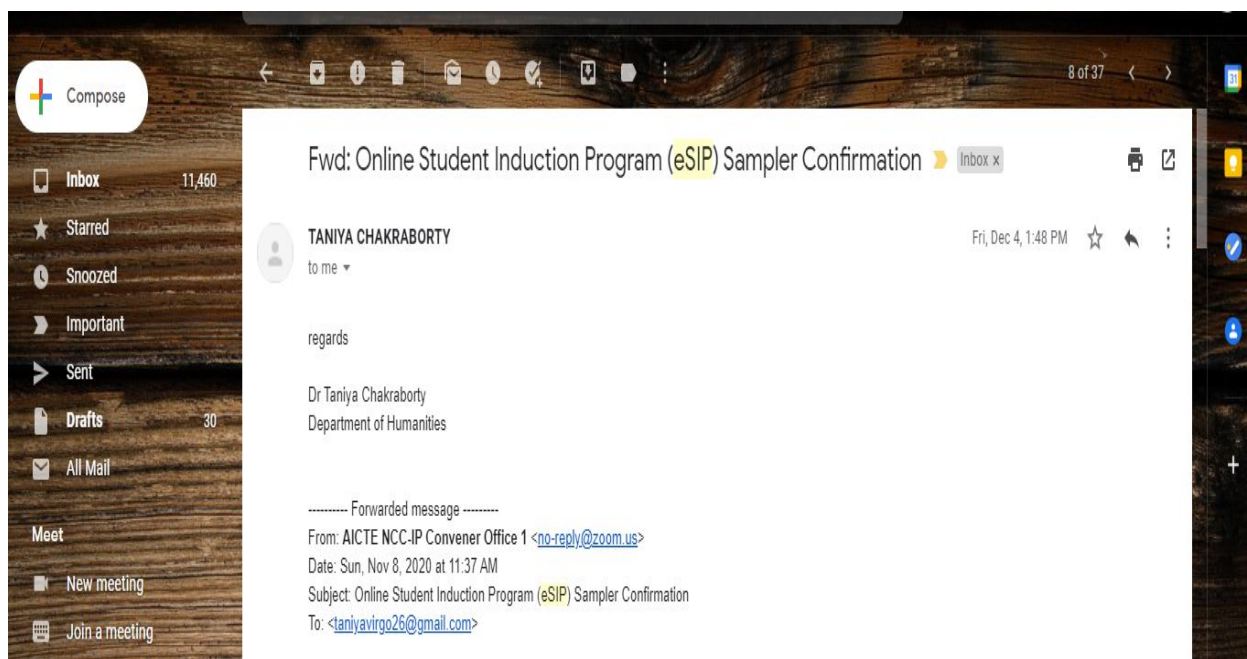 8 of 37
31
Compose
Fwd: Online Student Induction Program (eSIP) Sampler Confirmation Inbox x
Inbox 11,460
TANIYA CHAKRABORTY Fri, Dec 4, 1:48 PM
to me
Starred
Snoozed
Important
Sent
Drafts 30
All Mail
Meet
New meeting
Join a meeting
regards
Dr Taniya Chakraborty
Department of Humanities
---------- Forwarded message ---------
From: AICTE NCC-IP Convener Office 1 <no-reply@zoom.us>
Date: Sun, Nov 8, 2020 at 11:37 AM
Subject: Online Student Induction Program (eSIP) Sampler Confirmation
To: <taniyavirgo26@gmail.com>